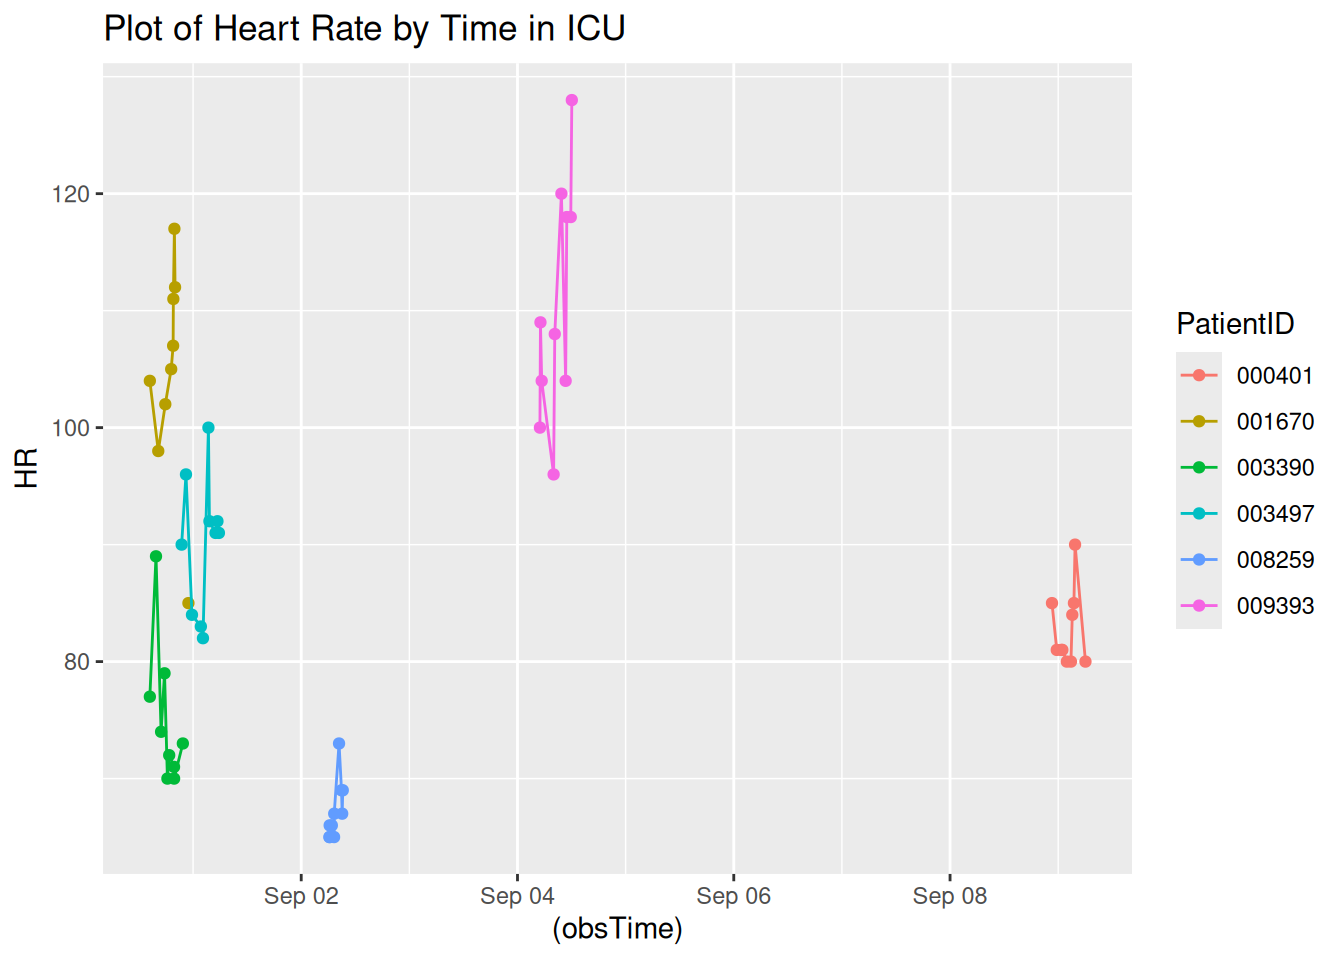 Plot of Heart Rate by Time in ICU
HR
120
100
80
Sep 02
Sep 04
Sep 06
Sep 08
(obsTime)
PatientID
000401
001670
003390
003497
008259
009393